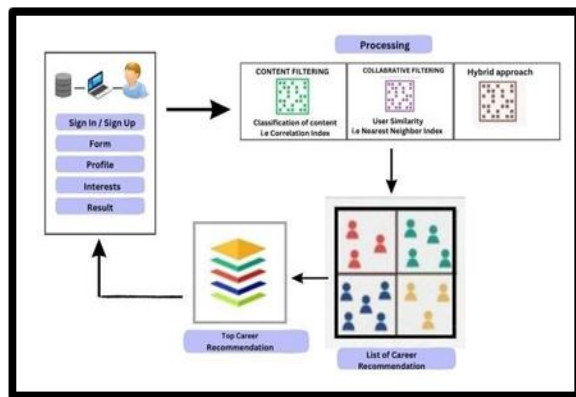 Processing
Sign In / Sign Up
Form
Profile
Interests
Result
CONTENT FILTERING
Classification of content
i.e Correlation Index
COLLABRATIVE FILTERING
User Similarity
i.e Nearest Neighbor Index
Hybrid approach
Top Career
Recommendation
List of Career
Recommendation